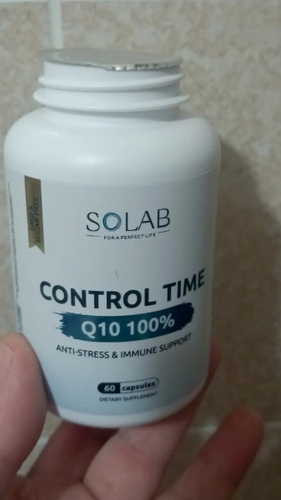 SOLAB
FOR A PERFECT LIFE
CONTROL TIME
Q10 100%
ANTI-STRESS & IMMUNE SUPPORT
60 capsules
DIETARY SUPPLEMENT